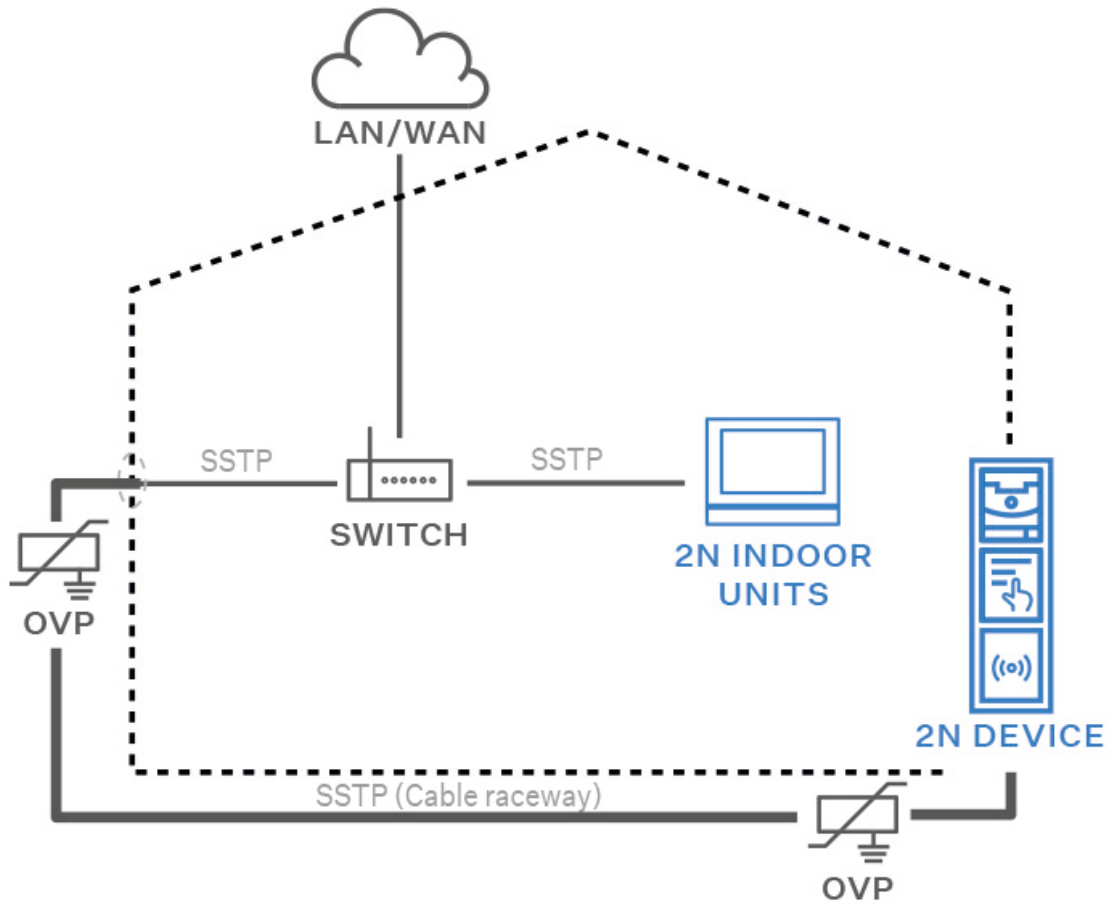 LAN/WAN
SSTP
SSTP
SWITCH
2N INDOOR
UNITS
OVP
2N DEVICE
SSTP (Cable raceway)
OVP